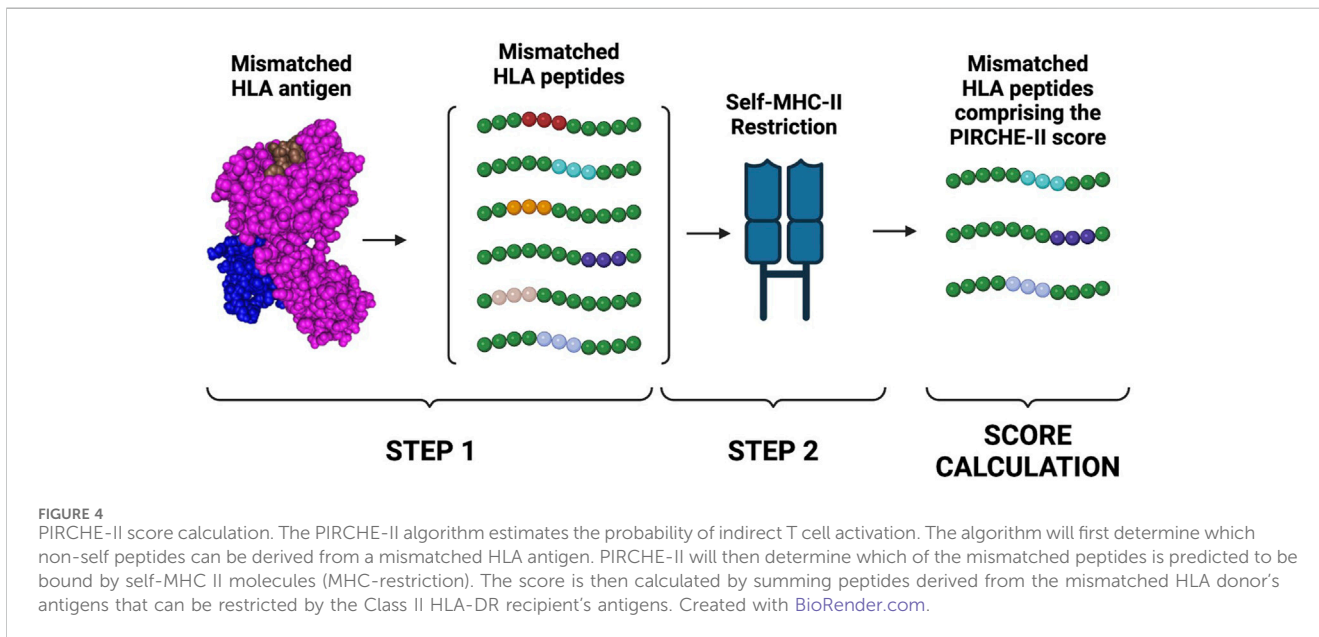 Mismatched
HLA antigen
Mismatched
HLA peptides
Self-MHC-II
Restriction
Mismatched
HLA peptides
comprising the
PIRCHE-II score
STEP 1
STEP 2
SCORE
CALCULATION
FIGURE 4
PIRCHE-II score calculation. The PIRCHE-II algorithm estimates the probability of indirect T cell activation. The algorithm will first determine which
non-self peptides can be derived from a mismatched HLA antigen. PIRCHE-II will then determine which of the mismatched peptides is predicted to be
bound by self-MHC II molecules (MHC-restriction). The score is then calculated by summing peptides derived from the mismatched HLA donor's
antigens that can be restricted by the Class II HLA-DR recipient's antigens. Created with BioRender.com.